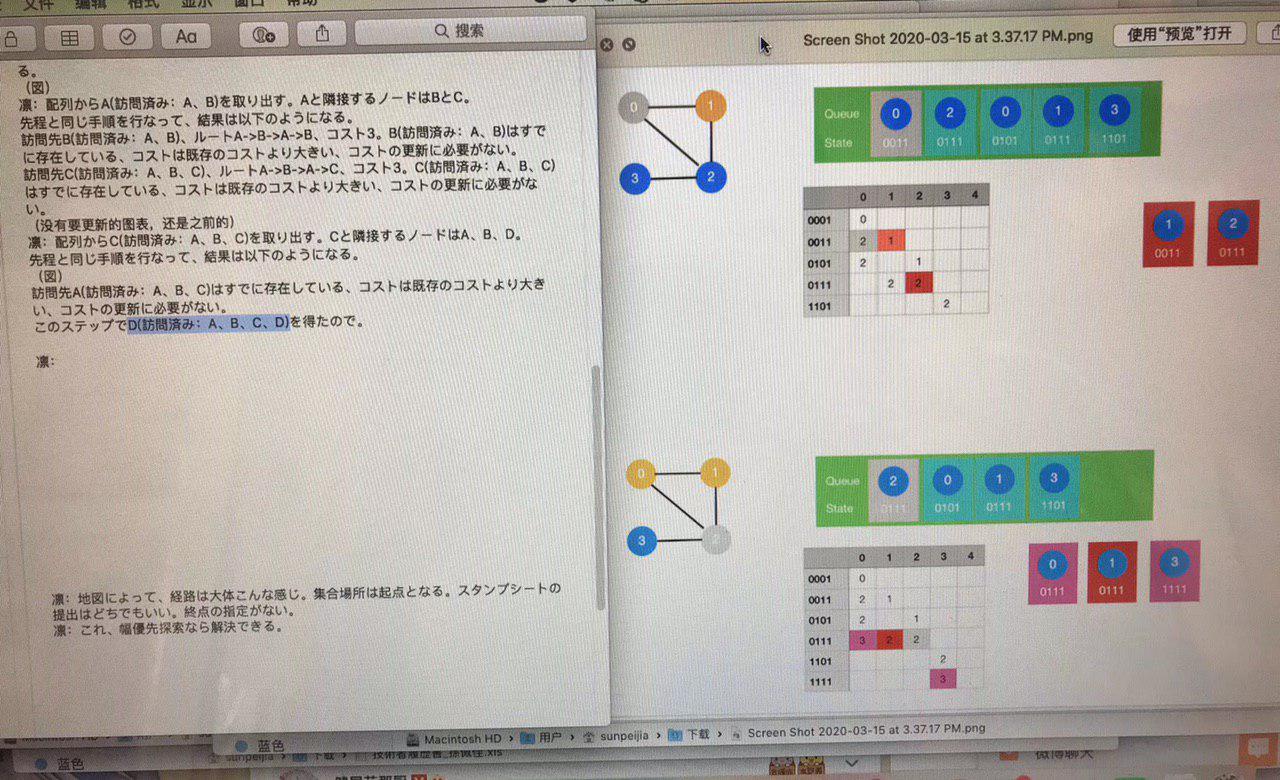 文件 编辑 格式 显示 窗口 帮助
Aa
搜索
る。
（図）
凛：配列からA(訪問済み：A、B)を取り出す。Aと隣接するノードはBとC。
先程と同じ手順を行なって、結果は以下のようになる。
訪問先B(訪問済み：A、B)、ルートA->B->A->B、コスト3。B(訪問済み：A、B)はすで
に存在している、コストは既存のコストより大きい、コストの更新に必要がない。
訪問先C(訪問済み：A、B、C)、ルートA->B->A->C、コスト3。C(訪問済み：A、B、C)
はすでに存在している、コストは既存のコストより大きい、コストの更新に必要がな
い。
（没有要更新的图表，还是之前的）
凛：配列からC(訪問済み：A、B、C)を取り出す。Cと隣接するノードはA、B、D。
先程と同じ手順を行なって、結果は以下のようになる。
（図）
訪問先A(訪問済み：A、B、C)はすでに存在している、コストは既存のコストより大き
い、コストの更新に必要がない。
このステップでD(訪問済み：A、B、C、D)を得たので。
凛：
凛：地図によって、経路は大体こんな感じ。集合場所は起点となる。スタンプシートの
提出はどちでもいい。終点の指定がない。
凛：これ、幅優先探索なら解決できる。
Screen Shot 2020-03-15 at 3.37.17 PM.png
使用“预览”打开
0 1
3 2
Queue 0 2 0 1 3
State 0011 0111 0101 0111 1101
0 1 2 3 4
0001 0
0011 2 1
0101 2 1
0111 2 2
1101 2
1 2
0011 0111
0 1
3 2
Queue 2 0 1 3
State 0111 0101 0111 1101
0 1 2 3 4
0001 0
0011 2 1
0101 2 1
0111 3 2 2
1101 2
1111 3
0 1 3
0111 0111 1111
Macintosh HD › 用户 › sunpeijia › 下载 › Screen Shot 2020-03-15 at 3.37.17 PM.png
蓝色
sunpeijia › 下载
蓝色
微博聊天